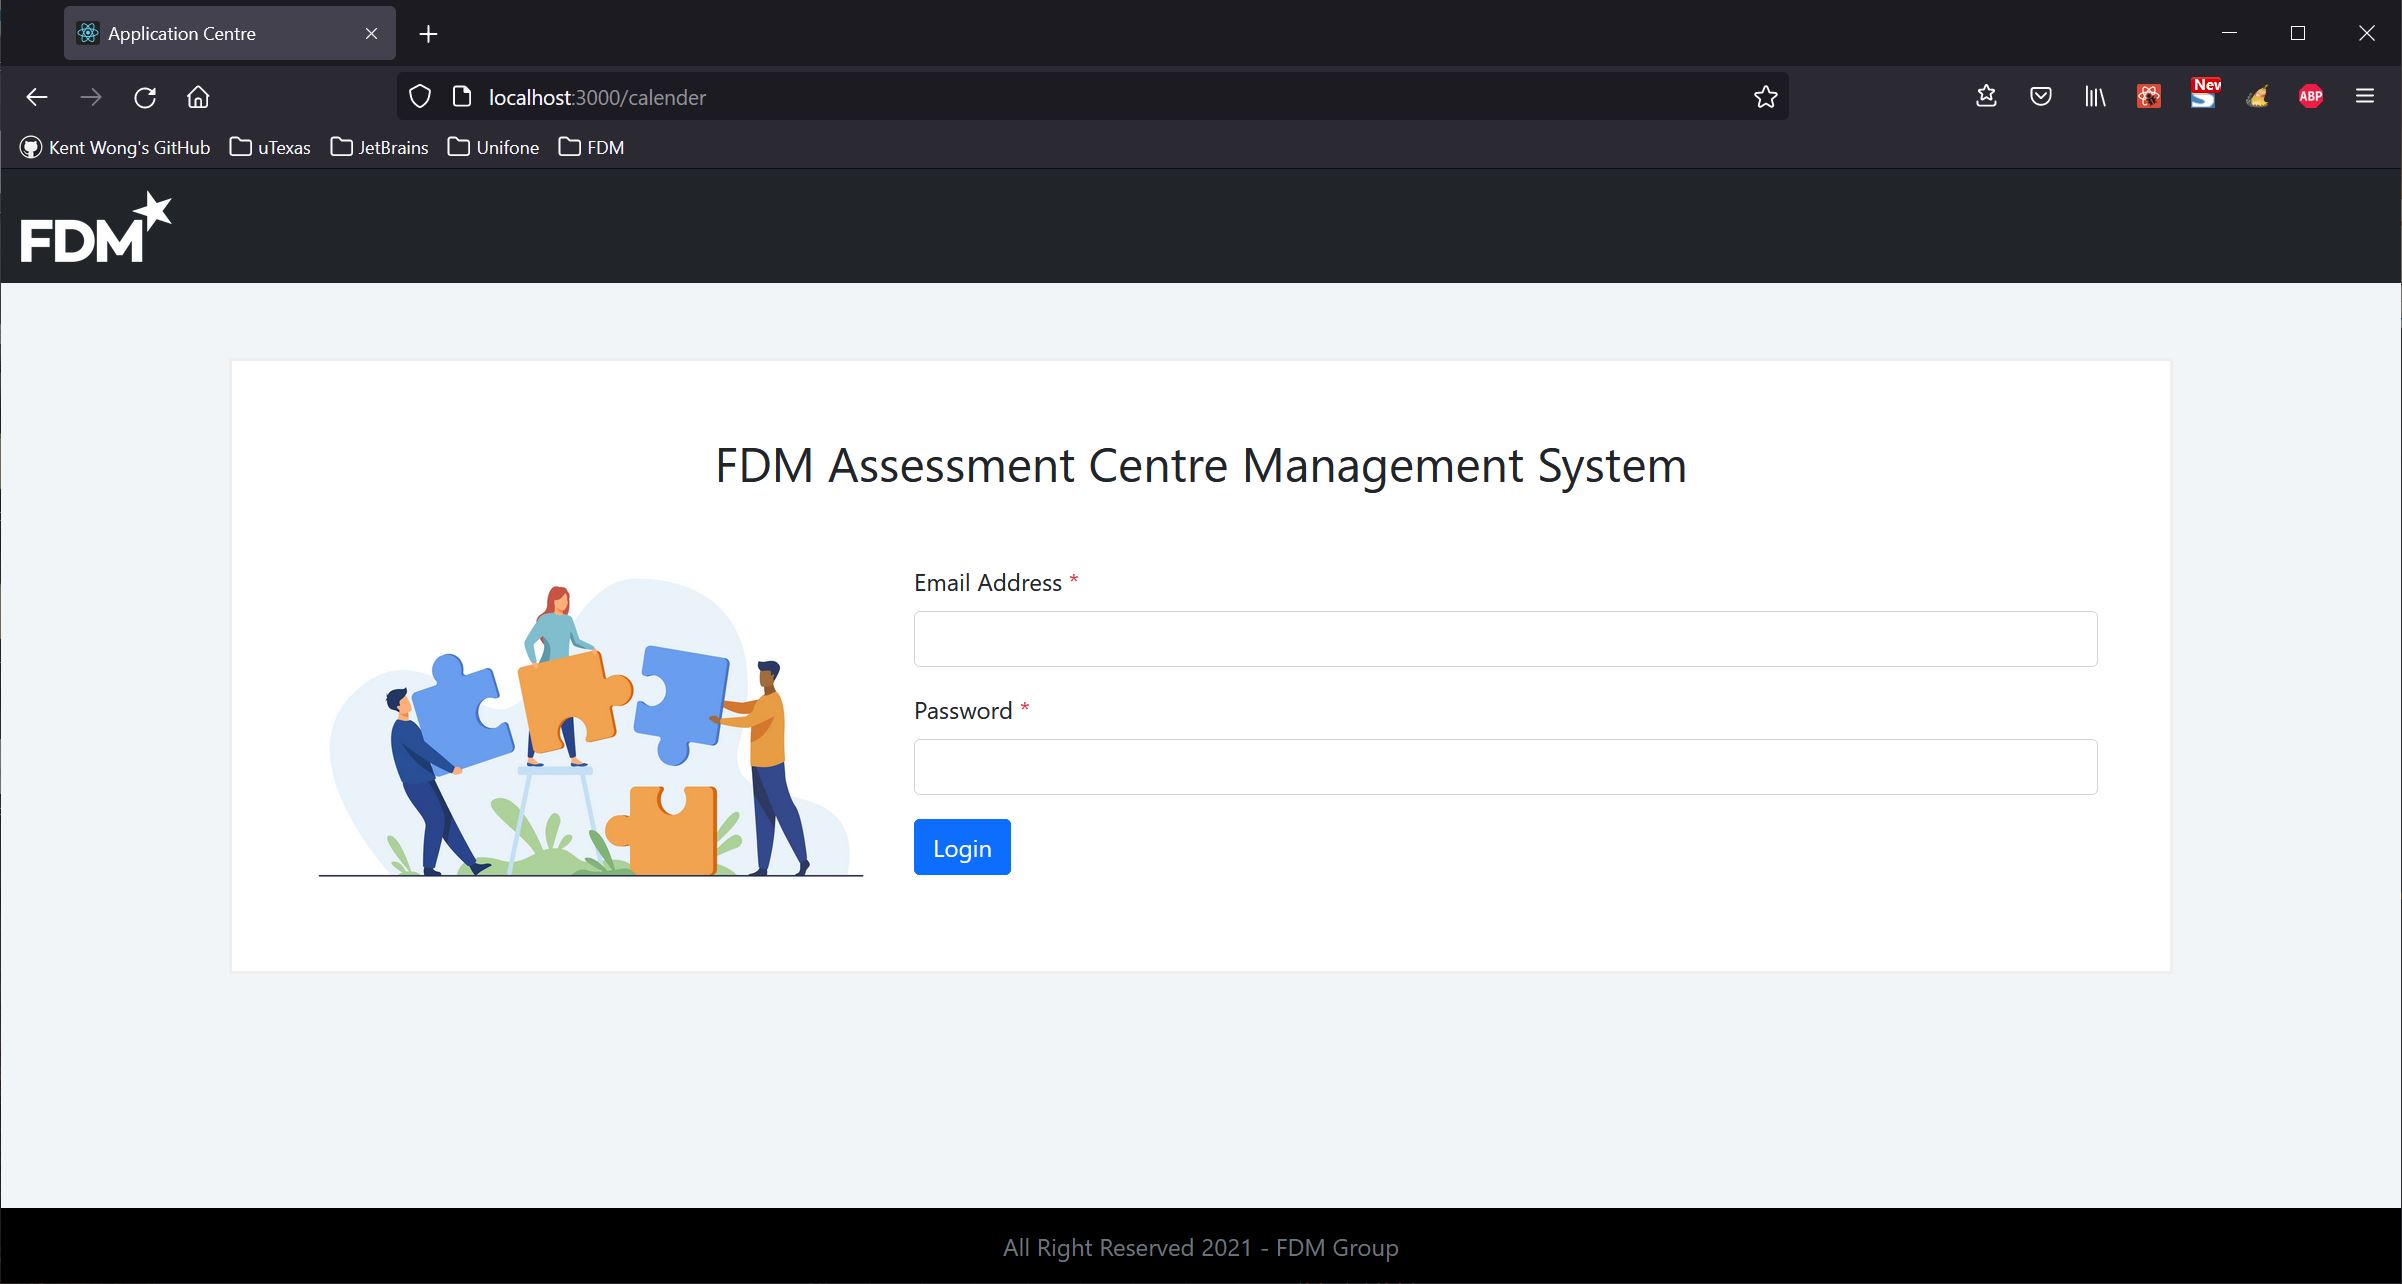 Application Centre
localhost:3000/calender
New
ABP
Kent Wong's GitHub
uTexas
JetBrains
Unifone
FDM
FDM
FDM Assessment Centre Management System
Email Address *
Password *
Login
All Right Reserved 2021 - FDM Group